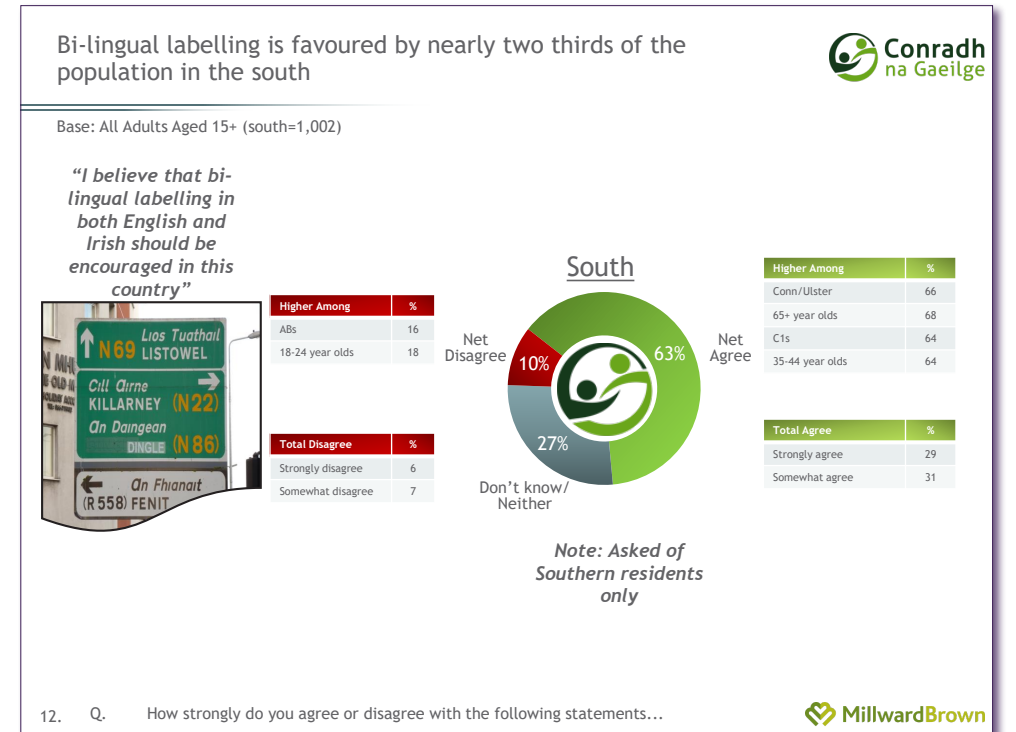 Bi-lingual labelling is favoured by nearly two thirds of the
population in the south
Conradh
na Gaeilge
Base: All Adults Aged 15+ (south=1,002)
“I believe that bi-
lingual labelling in
both English and
Irish should be
encouraged in this
country”
Lios Tuathail
N69 LISTOWEL
Cill Airne
KILLARNEY (N22)
An Daingean
DINGLE (N86)
An Fhianait
(R558) FENIT
Higher Among %
ABs 16
18-24 year olds 18
Total Disagree %
Strongly disagree 6
Somewhat disagree 7
South
Net
Disagree
10%
63%
Net
Agree
27%
Don’t know/
Neither
Higher Among %
Conn/Ulster 66
65+ year olds 68
C1s 64
35-44 year olds 64
Total Agree %
Strongly agree 29
Somewhat agree 31
Note: Asked of
Southern residents
only
12. Q. How strongly do you agree or disagree with the following statements...
MillwardBrown